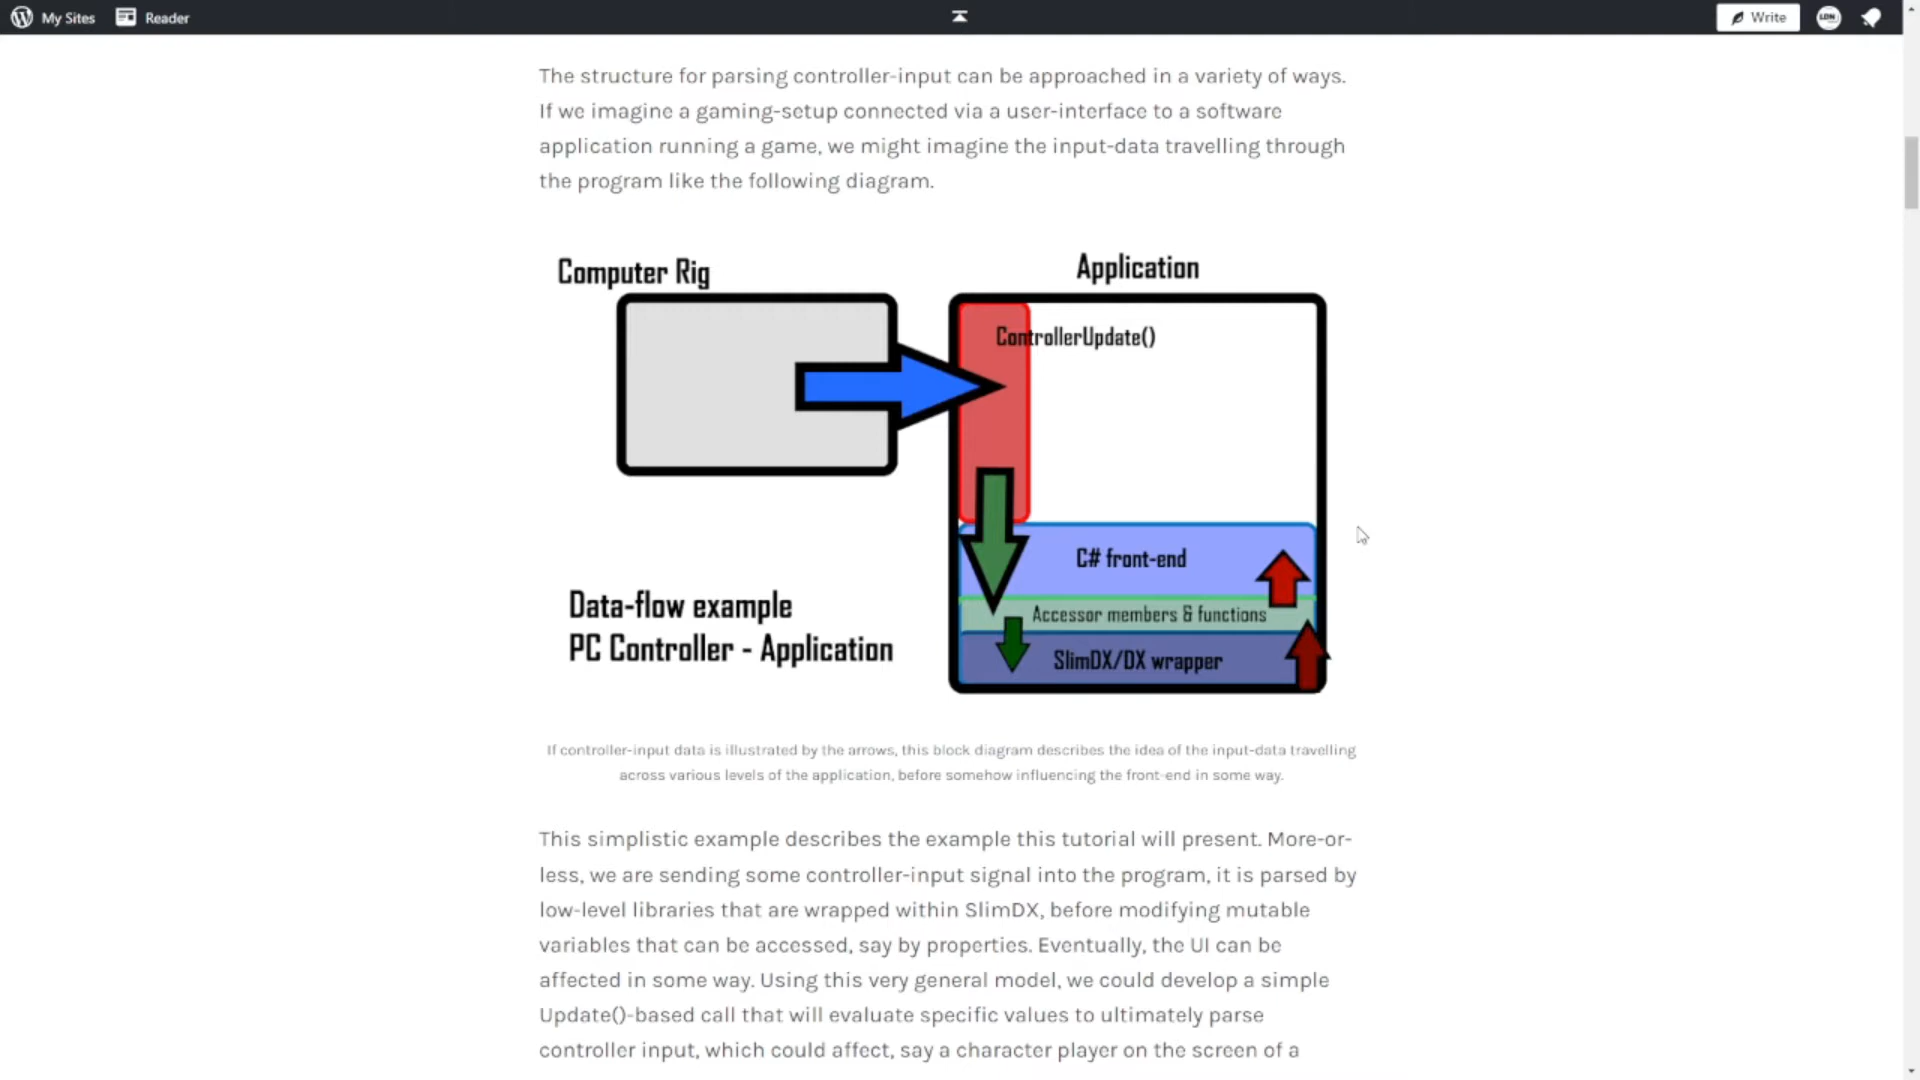 My Sites
Reader
Write
The structure for parsing controller-input can be approached in a variety of ways.
If we imagine a gaming-setup connected via a user-interface to a software
application running a game, we might imagine the input-data travelling through
the program like the following diagram.
Computer Rig
Application
ControllerUpdate()
C# front-end
Accessor members & functions
SlimDX/DX wrapper
Data-flow example
PC Controller - Application
If controller-input data is illustrated by the arrows, this block diagram describes the idea of the input-data travelling
across various levels of the application, before somehow influencing the front-end in some way.
This simplistic example describes the example this tutorial will present. More-or-
less, we are sending some controller-input signal into the program, it is parsed by
low-level libraries that are wrapped within SlimDX, before modifying mutable
variables that can be accessed, say by properties. Eventually, the UI can be
affected in some way. Using this very general model, we could develop a simple
Update()-based call that will evaluate specific values to ultimately parse
controller input, which could affect, say a character player on the screen of a